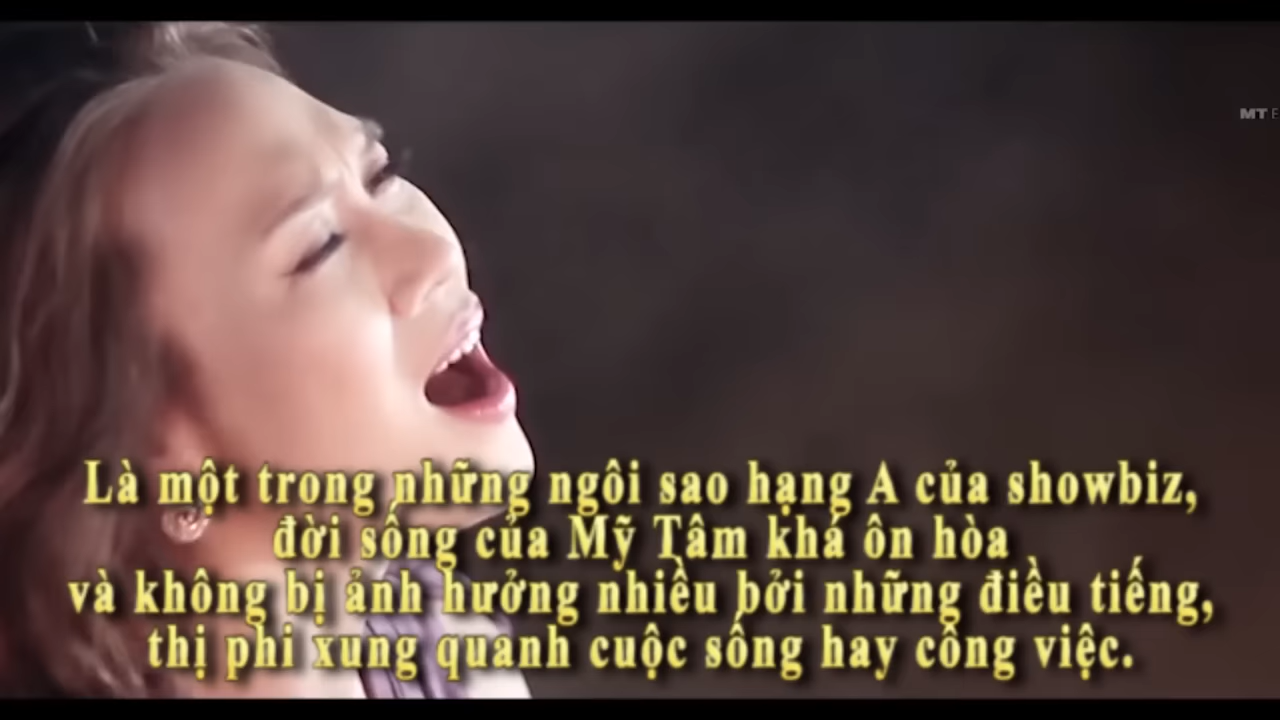 MT E
Là một trong những ngôi sao hạng A của showbiz,
đời sống của Mỹ Tâm khá ôn hòa
và không bị ảnh hưởng nhiều bởi những điều tiếng,
thị phi xung quanh cuộc sống hay công việc.